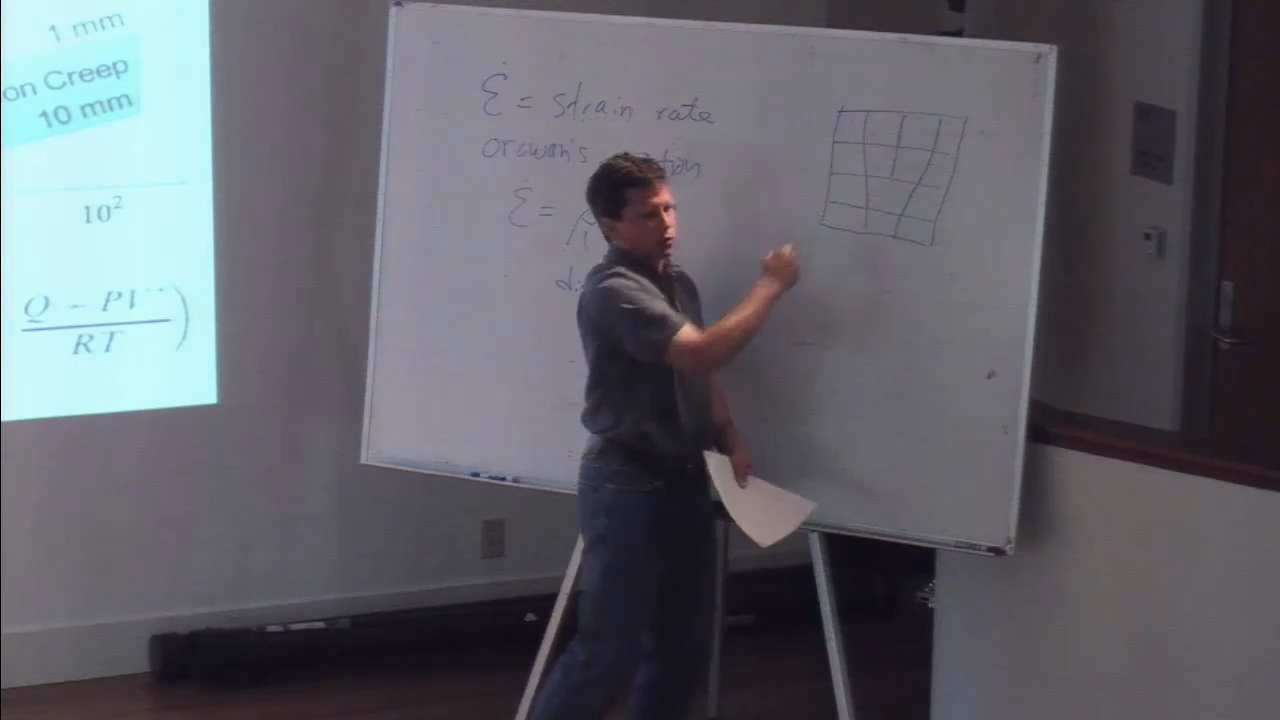 1 mm
on Creep
10 mm
10²
Q - PV
RT
ε̇ = strain rate
orowan's
ε̇ = ρ